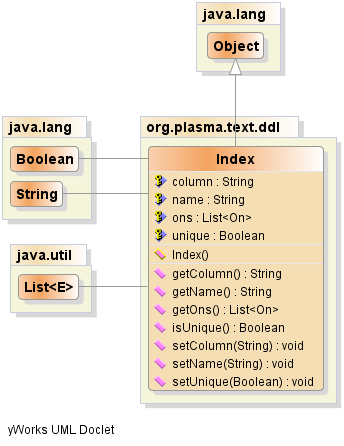 java.lang
Object
java.lang
Boolean
String
java.util
List<E>
org.plasma.text.ddl
Index
column : String
name : String
ons : List<On>
unique : Boolean
Index()
getColumn() : String
getName() : String
getOns() : List<On>
isUnique() : Boolean
setColumn(String) : void
setName(String) : void
setUnique(Boolean) : void
yWorks UML Doclet